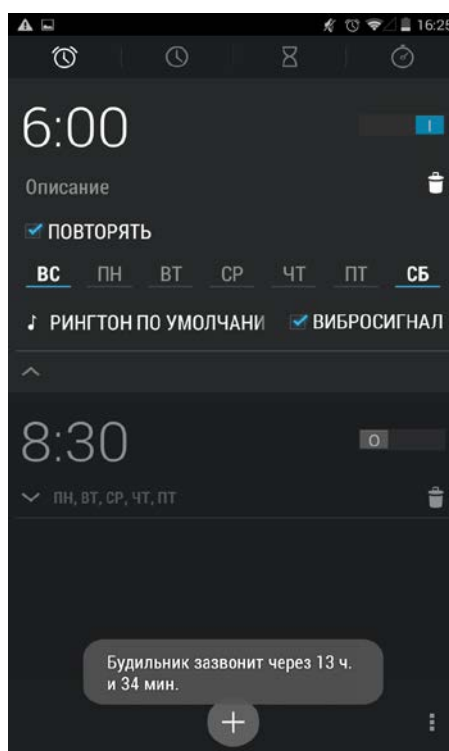 16:25
6:00
I
Описание
ПОВТОРЯТЬ
ВС ПН ВТ СР ЧТ ПТ СБ
РИНГТОН ПО УМОЛЧАНИ ВИБРОСИГНАЛ
8:30
O
ПН, ВТ, СР, ЧТ, ПТ
Будильник зазвонит через 13 ч.
и 34 мин.